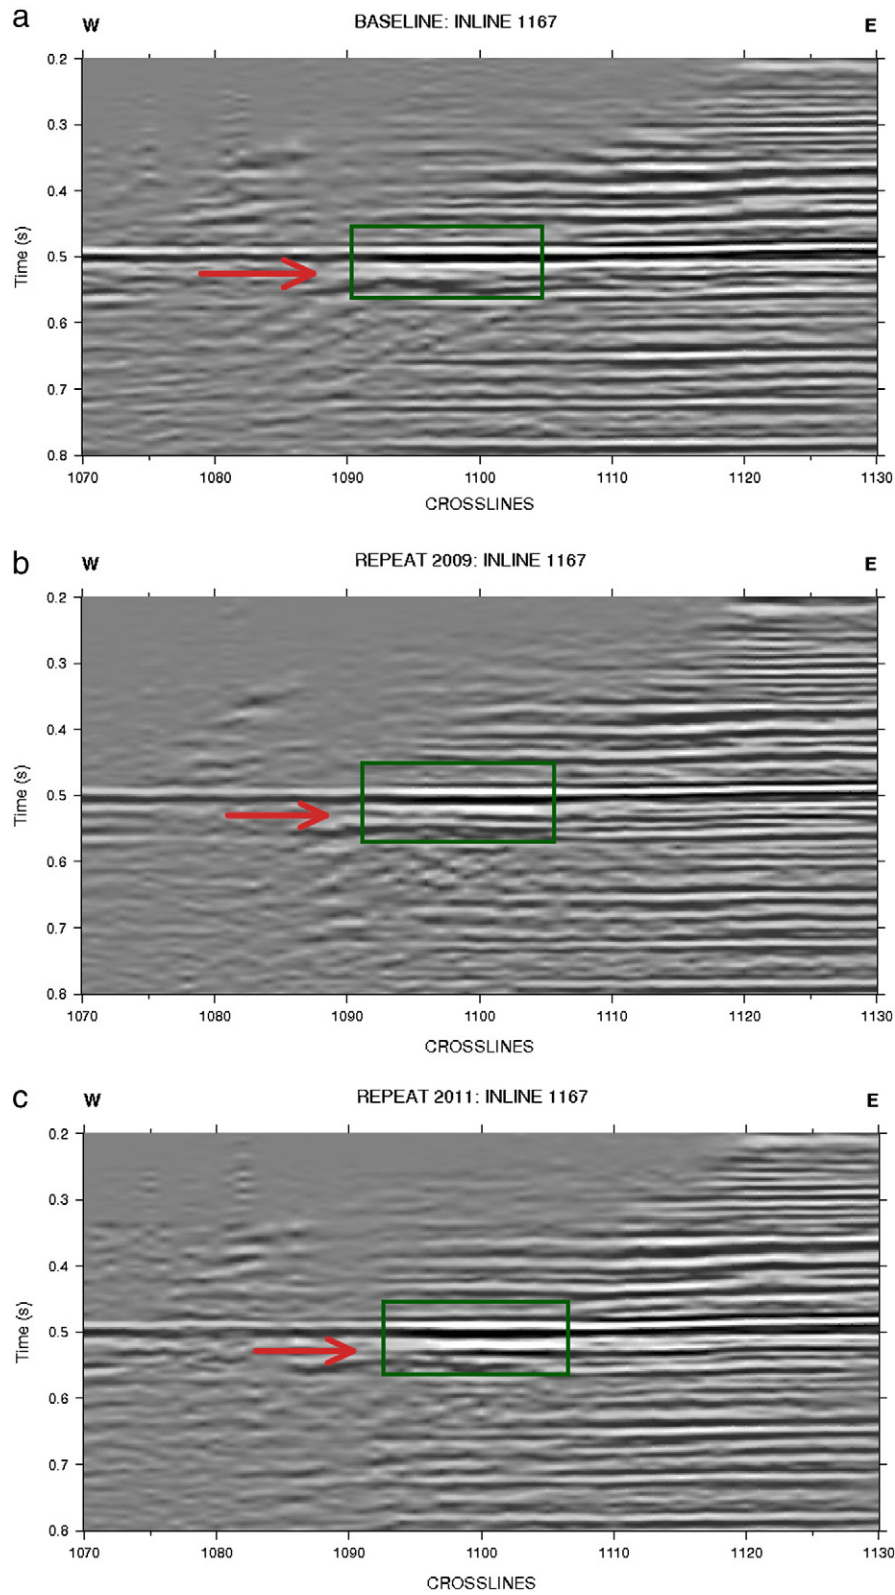 a
BASELINE: INLINE 1167
W E
0.2
0.3
0.4
0.5
0.6
0.7
0.8
Time (s)
1070 1080 1090 1100 1110 1120 1130
CROSSLINES
b
REPEAT 2009: INLINE 1167
W E
0.2
0.3
0.4
0.5
0.6
0.7
0.8
Time (s)
1070 1080 1090 1100 1110 1120 1130
CROSSLINES
c
REPEAT 2011: INLINE 1167
W E
0.2
0.3
0.4
0.5
0.6
0.7
0.8
Time (s)
1070 1080 1090 1100 1110 1120 1130
CROSSLINES